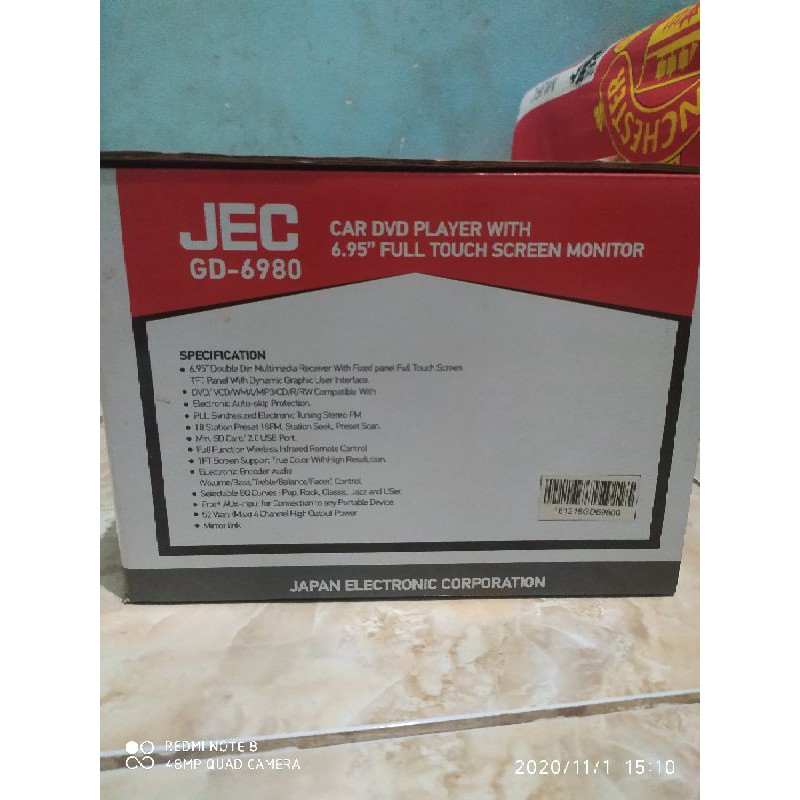 NCHESTER
JEC
GD-6980
CAR DVD PLAYER WITH
6.95" FULL TOUCH SCREEN MONITOR
SPECIFICATION
• 6.95" Double Din Multimedia Receiver With Fixed panel Full Touch Screen
TFT Panel With Dynamic Graphic User Interface.
• DVD/VCD/WMA/MP3/CD/R/RW Compatible With
• Electronic Auto-skip Protection.
• PLL Synthesized Electronic Tuning Stereo FM
• 18 Station Preset 18FM, Station Seek, Preset Scan.
• Mini SD Card/ 2.0 USB Port.
• Full Function Wireless Infrared Remote Control
• TFT Screen Support True Color With High Resolution
• Electronic Encoder Audio
(Volume/Bass/Treble/Balance/Fader) Control
• Selectable EQ Curves : Pop, Rock, Classic, Jazz and User.
• Front AUX-Input for Connection to any Portable Device
• 52 Watt (Max) 4 Channel High Output Power
• Mirror link
JAPAN ELECTRONIC CORPORATION
REDMI NOTE 8
48MP QUAD CAMERA
2020/11/1 15:10